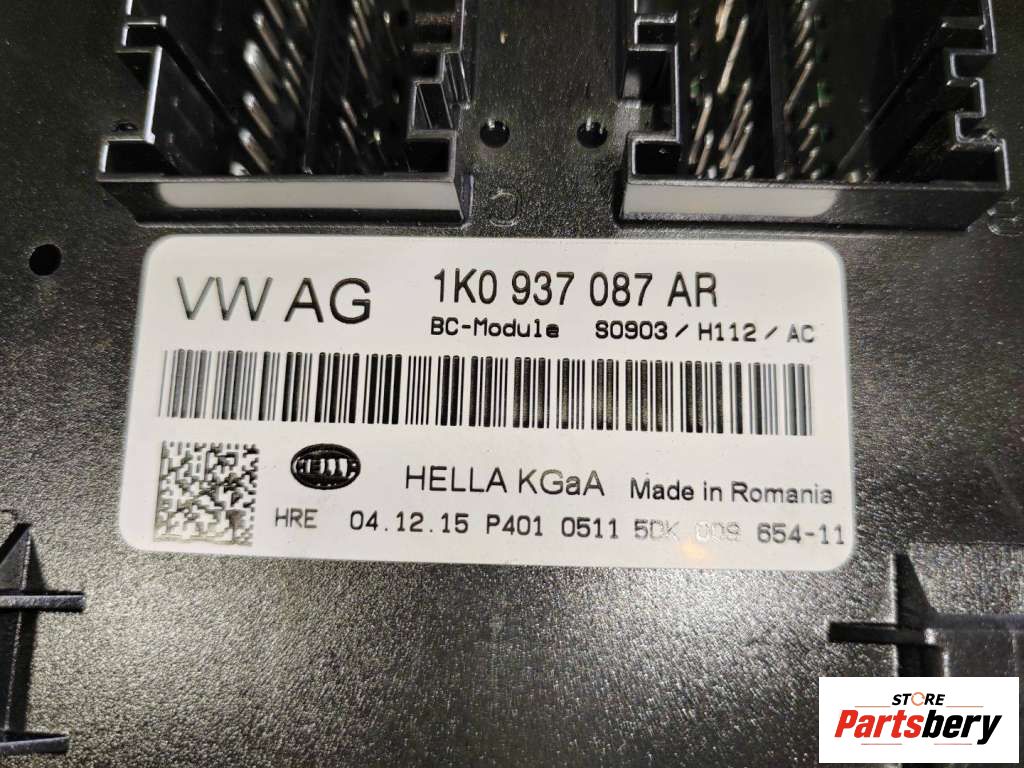 VW AG 1K0 937 087 AR
BC-Module S0903 / H112 / AC
HELLA
HELLA KGaA Made in Romania
HRE 04.12.15 P401 0511 5DK 009 654-11
STORE
Partsbery